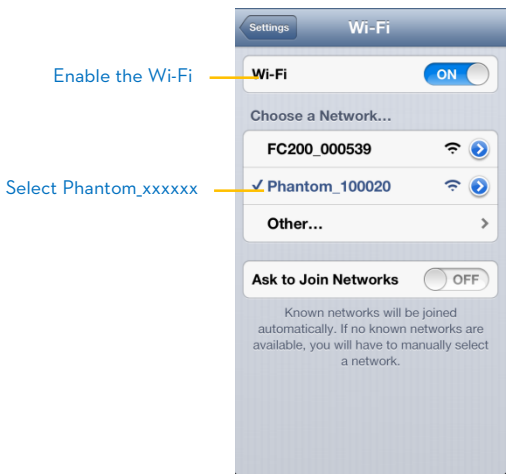 Settings
Wi-Fi
Enable the Wi-Fi
Wi-Fi
ON
Choose a Network...
FC200_000539
Select Phantom_xxxxxx
✓ Phantom_100020
Other...
Ask to Join Networks
OFF
Known networks will be joined
automatically. If no known networks are
available, you will have to manually select
a network.